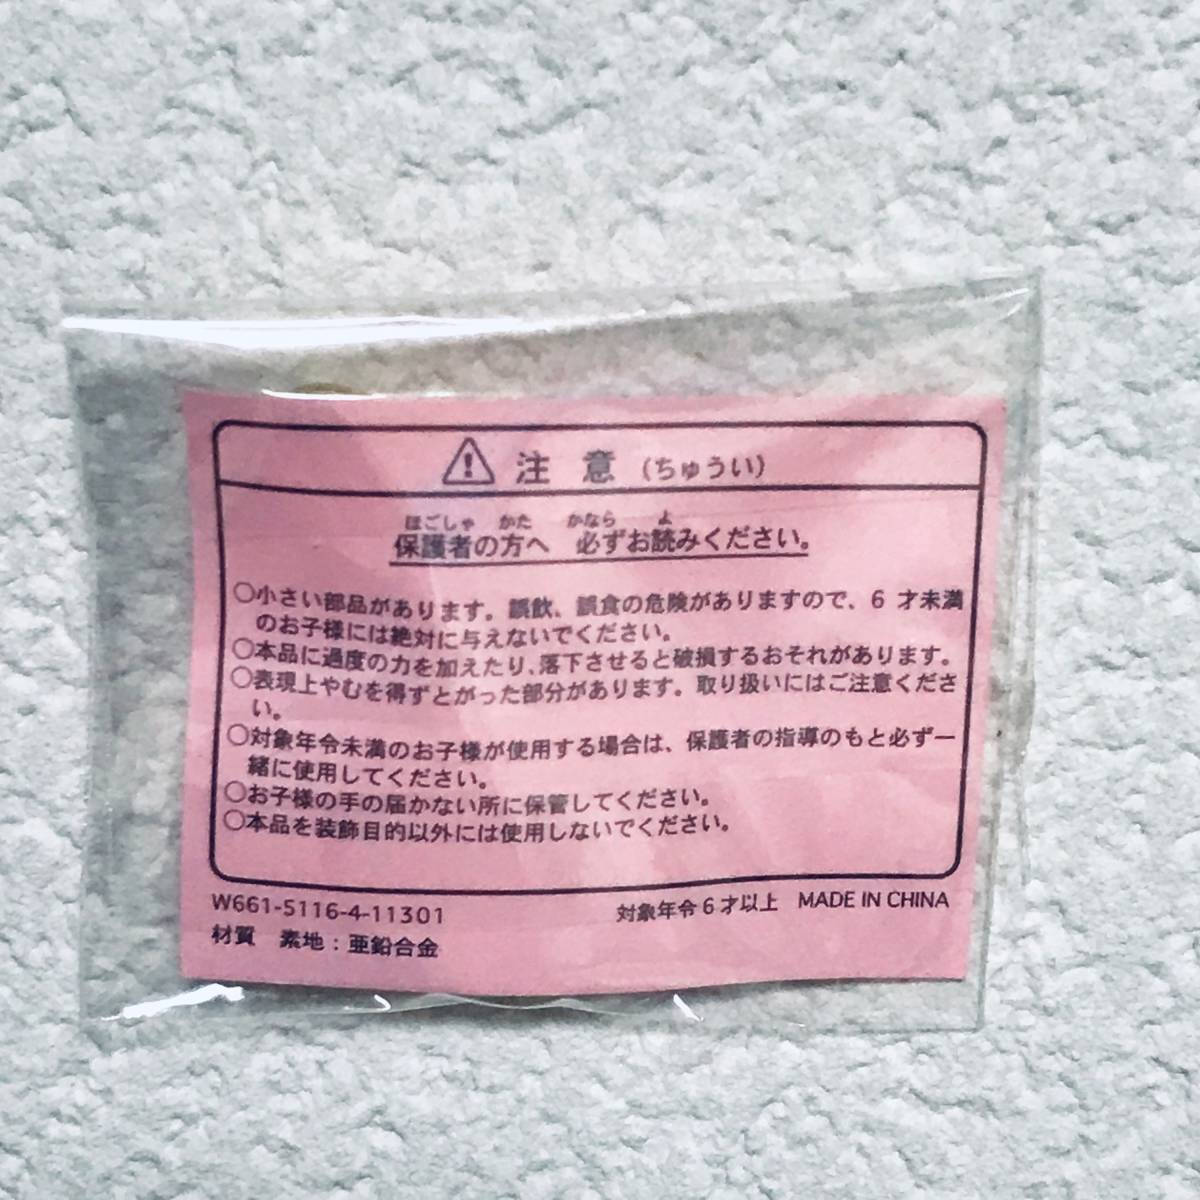 ⚠ 注意（ちゅうい）
ほごしゃ かた かなら よ
保護者の方へ 必ずお読みください。
○小さい部品があります。誤飲、誤食の危険がありますので、6 才未満
のお子様には絶対に与えないでください。
○本品に過度の力を加えたり、落下させると破損するおそれがあります。
○表現上やむを得ずとがった部分があります。取り扱いにはご注意くださ
い。
○対象年令未満のお子様が使用する場合は、保護者の指導のもと必ず一
緒に使用してください。
○お子様の手の届かない所に保管してください。
○本品を装飾目的以外には使用しないでください。
W661-5116-4-11301 対象年令6才以上 MADE IN CHINA
材質 素地：亜鉛合金